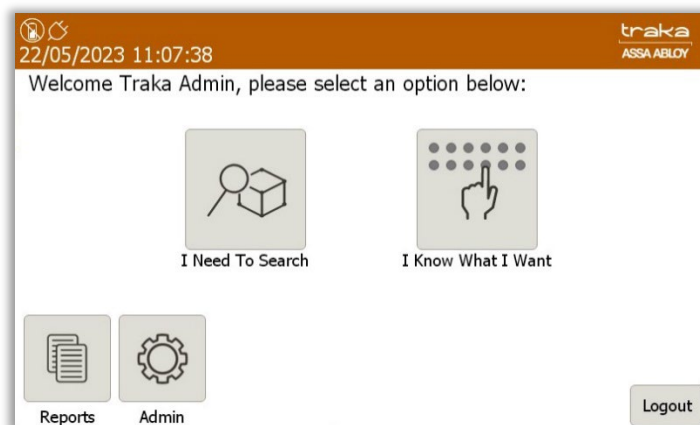 22/05/2023 11:07:38
traka
ASSA ABLOY
Welcome Traka Admin, please select an option below:
I Need To Search
I Know What I Want
Reports
Admin
Logout